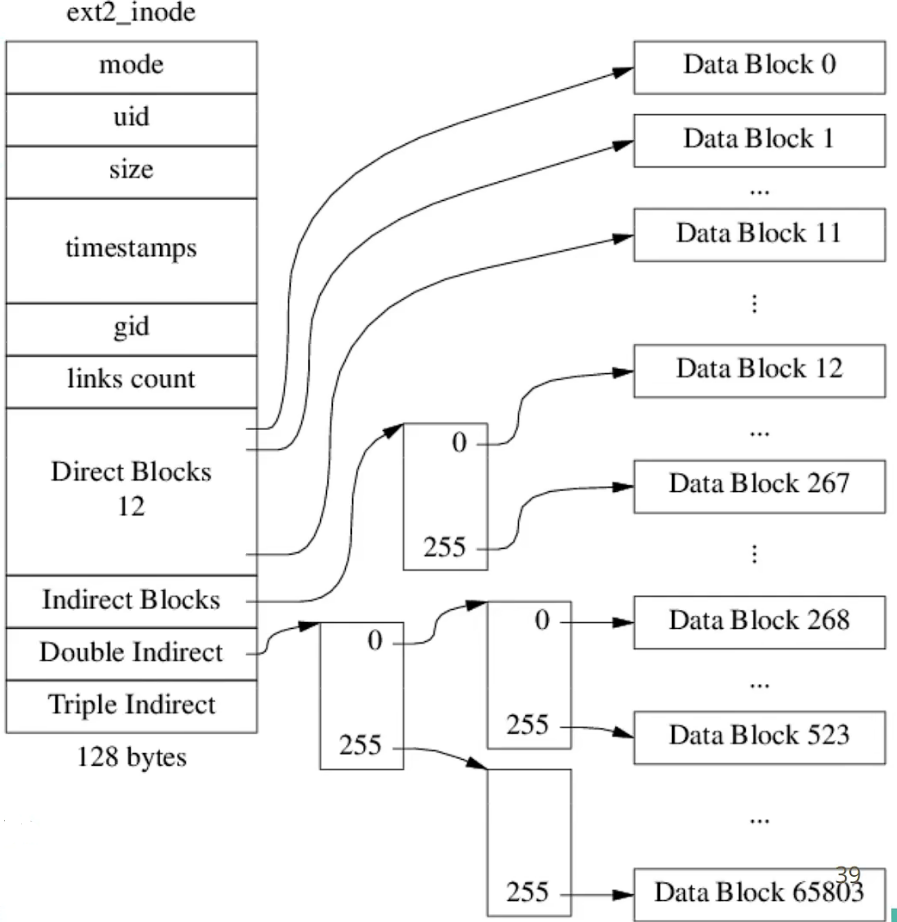 ext2_inode
mode
uid
size
timestamps
gid
links count
Direct Blocks
12
Indirect Blocks
Double Indirect
Triple Indirect
128 bytes
0
255
0
255
0
255
255
Data Block 0
Data Block 1
...
Data Block 11
⋮
Data Block 12
...
Data Block 267
⋮
Data Block 268
...
Data Block 523
...
Data Block 65803
39